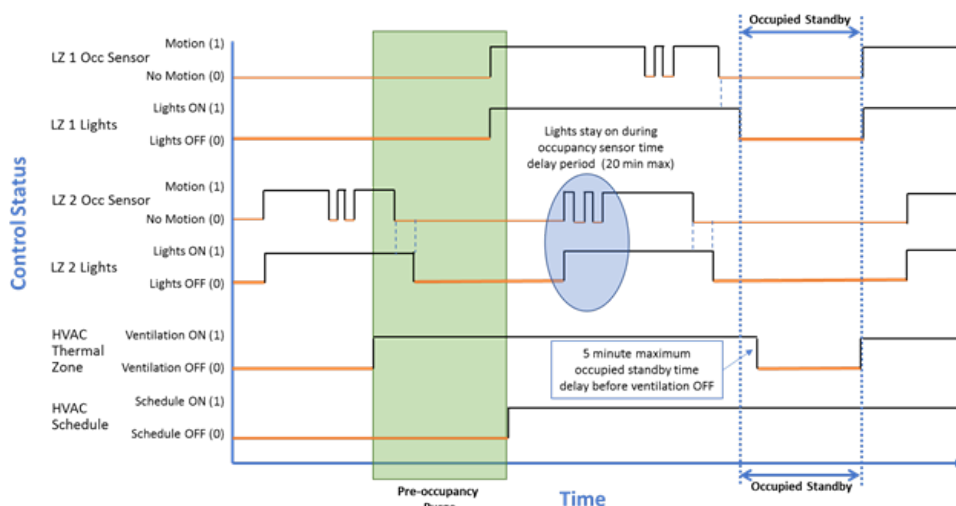 Occupied Standby
LZ 1 Occ Sensor
Motion (1)
No Motion (0)
LZ 1 Lights
Lights ON (1)
Lights OFF (0)
Lights stay on during
occupancy sensor time
delay period (20 min max)
Control Status
LZ 2 Occ Sensor
Motion (1)
No Motion (0)
LZ 2 Lights
Lights ON (1)
Lights OFF (0)
HVAC
Thermal
Zone
Ventilation ON (1)
Ventilation OFF (0)
5 minute maximum
occupied standby time
delay before ventilation OFF
HVAC
Schedule
Schedule ON (1)
Schedule OFF (0)
Pre-occupancy
Time
Occupied Standby